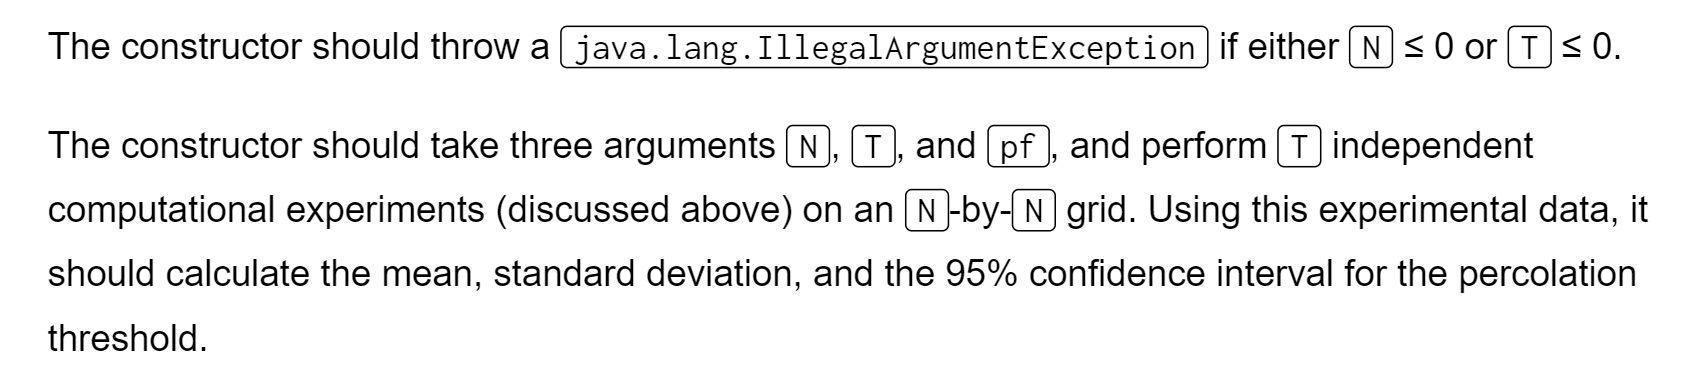 The constructor should throw a java.lang.IllegalArgumentException if either N ≤ 0 or T ≤ 0.
The constructor should take three arguments N, T, and pf, and perform T independent
computational experiments (discussed above) on an N-by-N grid. Using this experimental data, it
should calculate the mean, standard deviation, and the 95% confidence interval for the percolation
threshold.